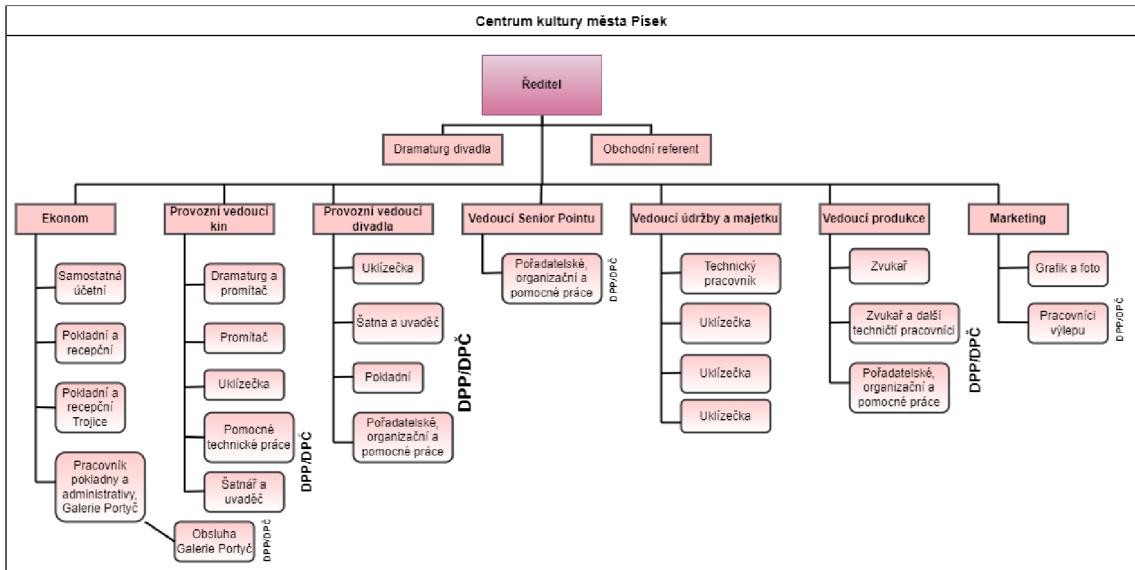 Centrum kultury města Písek
Ředitel
Dramaturg divadla
Obchodní referent
Ekonom
Samostatná
účetní
Pokladní a
recepční
Pokladní a
recepční
Trojice
Pracovník
pokladny a
administrativy,
Galerie Portyč
Obsluha
Galerie Portyč
DPP/DPČ
Provozní vedoucí
kin
Dramaturg a
promítač
Promítač
Uklízečka
Pomocné
technické práce
Šatnář a
uvaděč
DPP/DPČ
Provozní vedoucí
divadla
Uklízečka
Šatna a uvaděč
Pokladní
Pořadatelské,
organizační a
pomocné práce
DPP/DPČ
Vedoucí Senior Pointu
Pořadatelské,
organizační a
pomocné práce
DPP/DPČ
Vedoucí údržby a majetku
Technický
pracovník
Uklízečka
Uklízečka
Uklízečka
Vedoucí produkce
Zvukař
Zvukař a další
techničtí pracovníci
Pořadatelské,
organizační a
pomocné práce
DPP/DPČ
Marketing
Grafik a foto
Pracovníci
výlepu
DPP/DPČ